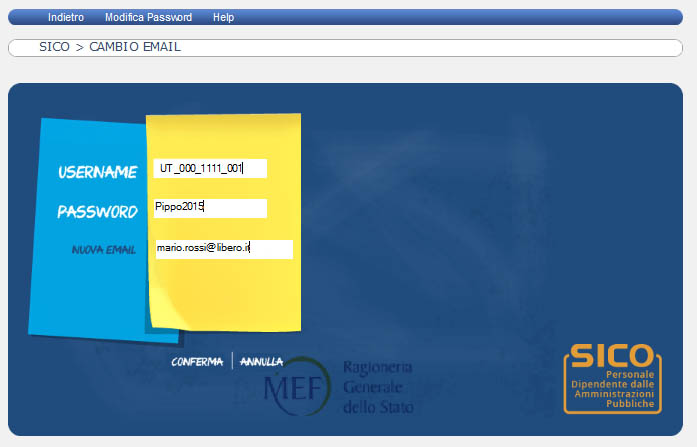 Indietro Modifica Password Help
SICO > CAMBIO EMAIL
USERNAME UT_000_1111_001
PASSWORD Pippo2015
NUOVA EMAIL mario.rossi@libero.it
CONFERMA | ANNULLA
MEF
Ragioneria
Generale
dello Stato
SICO
Personale
Dipendente dalle
Amministrazioni
Pubbliche